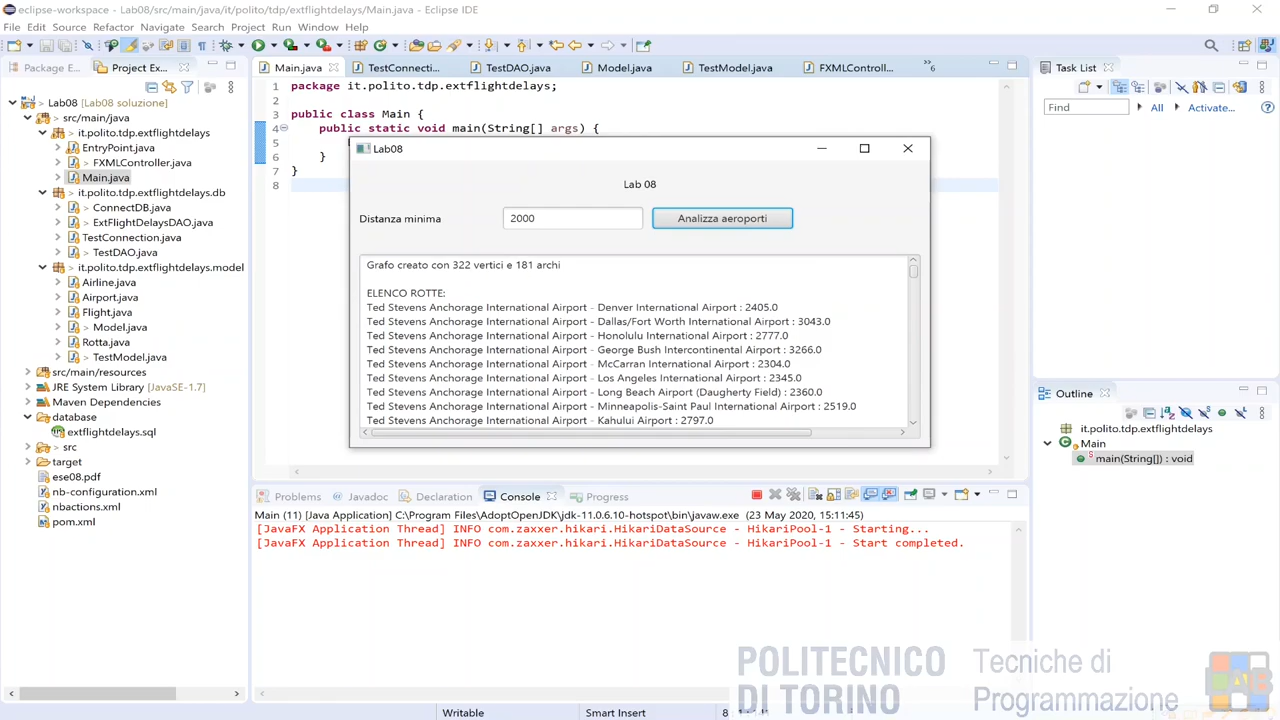 eclipse-workspace - Lab08/src/main/java/it/polito/tdp/extflightdelays/Main.java - Eclipse IDE
File Edit Source Refactor Navigate Search Project Run Window Help
Package E...
Project Ex...
Main.java
TestConnecti...
TestDAO.java
Model.java
TestModel.java
FXMLControll...
»6
Task List
Lab08 [Lab08 soluzione]
src/main/java
it.polito.tdp.extflightdelays
EntryPoint.java
> FXMLController.java
> Main.java
it.polito.tdp.extflightdelays.db
> ConnectDB.java
> ExtFlightDelaysDAO.java
TestConnection.java
> TestDAO.java
it.polito.tdp.extflightdelays.model
Airline.java
Airport.java
Flight.java
> Model.java
Rotta.java
> TestModel.java
src/main/resources
JRE System Library [JavaSE-1.7]
Maven Dependencies
database
extflightdelays.sql
> src
target
ese08.pdf
nb-configuration.xml
nbactions.xml
pom.xml
1 package it.polito.tdp.extflightdelays;
2
3 public class Main {
4 public static void main(String[] args) {
5
6 }
7 }
8
Lab08
Lab 08
Distanza minima
2000
Analizza aeroporti
Grafo creato con 322 vertici e 181 archi
ELENCO ROTTE:
Ted Stevens Anchorage International Airport - Denver International Airport : 2405.0
Ted Stevens Anchorage International Airport - Dallas/Fort Worth International Airport : 3043.0
Ted Stevens Anchorage International Airport - Honolulu International Airport : 2777.0
Ted Stevens Anchorage International Airport - George Bush Intercontinental Airport : 3266.0
Ted Stevens Anchorage International Airport - McCarran International Airport : 2304.0
Ted Stevens Anchorage International Airport - Los Angeles International Airport : 2345.0
Ted Stevens Anchorage International Airport - Long Beach Airport (Daugherty Field) : 2360.0
Ted Stevens Anchorage International Airport - Minneapolis-Saint Paul International Airport : 2519.0
Ted Stevens Anchorage International Airport - Kahului Airport : 2797.0
Find
All
Activate...
Outline
it.polito.tdp.extflightdelays
Main
main(String[]) : void
Problems
Javadoc
Declaration
Console
Progress
Main (11) [Java Application] C:\Program Files\AdoptOpenJDK\jdk-11.0.6.10-hotspot\bin\javaw.exe (23 May 2020, 15:11:45)
[JavaFX Application Thread] INFO com.zaxxer.hikari.HikariDataSource - HikariPool-1 - Starting...
[JavaFX Application Thread] INFO com.zaxxer.hikari.HikariDataSource - HikariPool-1 - Start completed.
POLITECNICO
DI TORINO
Tecniche di
Programmazione
LAB
Writable
Smart Insert